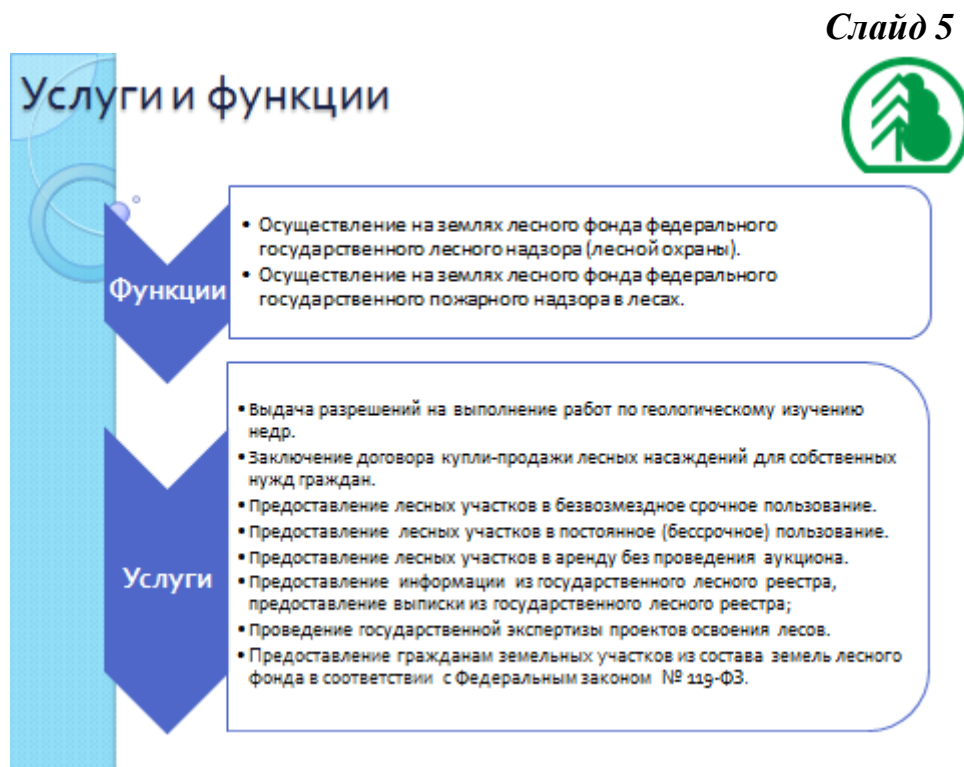 Слайд 5
Услуги и функции
Функции
• Осуществление на землях лесного фонда федерального
государственного лесного надзора (лесной охраны).
• Осуществление на землях лесного фонда федерального
государственного пожарного надзора в лесах.
Услуги
• Выдача разрешений на выполнение работ по геологическому изучению
недр.
• Заключение договора купли-продажи лесных насаждений для собственных
нужд граждан.
• Предоставление лесных участков в безвозмездное срочное пользование.
• Предоставление лесных участков в постоянное (бессрочное) пользование.
• Предоставление лесных участков в аренду без проведения аукциона.
• Предоставление информации из государственного лесного реестра,
предоставление выписки из государственного лесного реестра;
• Проведение государственной экспертизы проектов освоения лесов.
• Предоставление гражданам земельных участков из состава земель лесного
фонда в соответствии с Федеральным законом № 119-ФЗ.